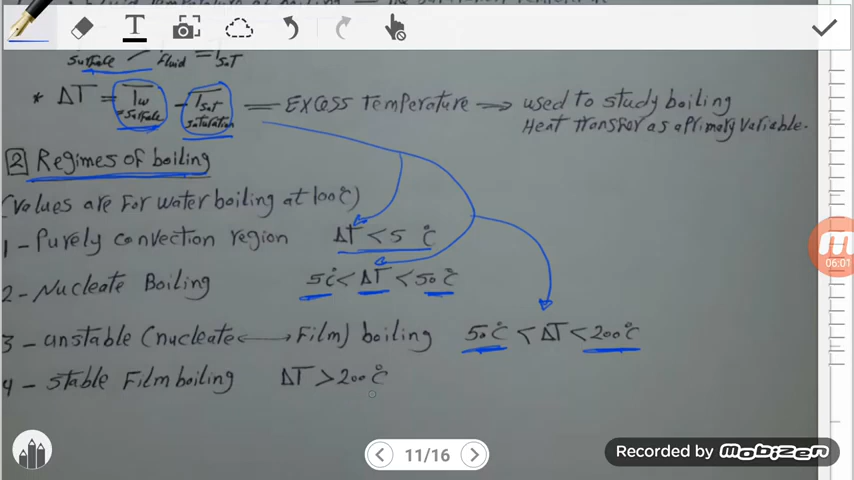 T
Surface Fluid = TSaT
* ΔT = Tw =surface - TSat saturation = Excess Temperature ⇒ used to study boiling
Heat transfer as a Primary Variable.
2 Regimes of boiling
(Values are For water boiling at 100°C)
1 - Purely convection region ΔT < 5 °C
2 - Nucleate Boiling 5°C < ΔT < 50°C
3 - unstable (nucleate ⟷ Film) boiling 50°C < ΔT < 200°C
4 - stable Film boiling ΔT > 200°C
06:01
11/16
Recorded by mobizen